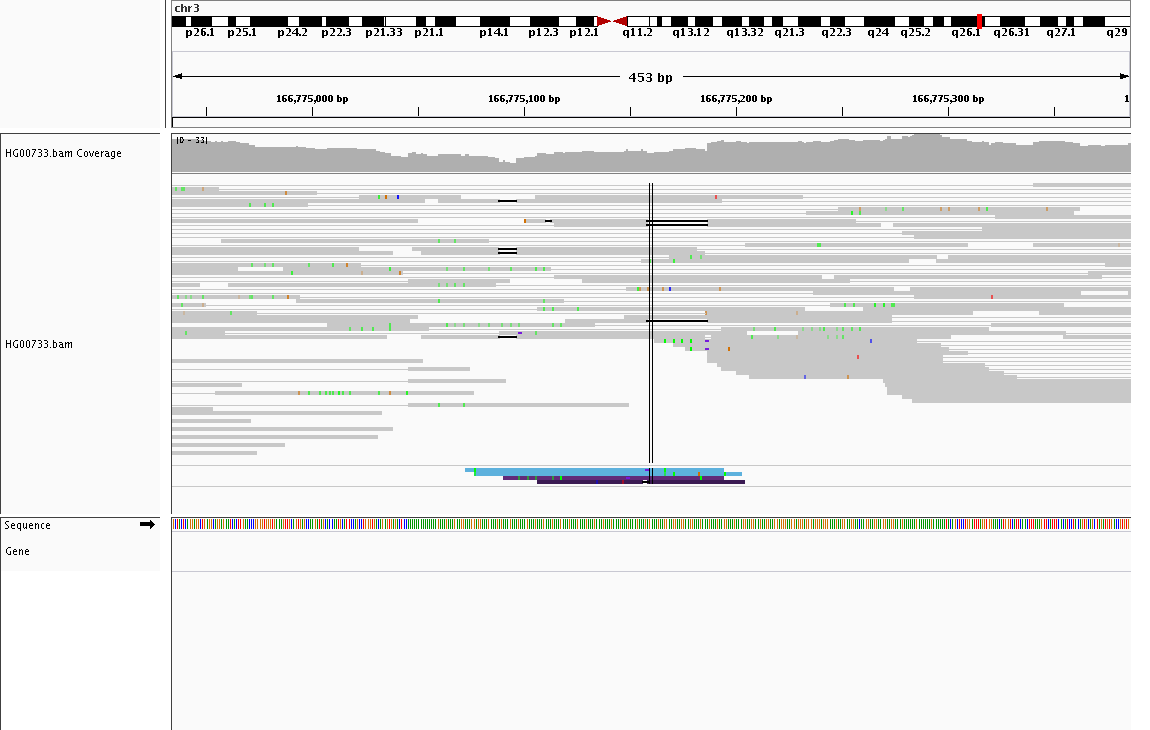 chr3
p26.1 p25.1 p24.2 p22.3 p21.33 p21.1 p14.1 p12.3 p12.1 q11.2 q13.12 q13.32 q21.3 q22.3 q24 q25.2 q26.1 q26.31 q27.1 q29
453 bp
166,775,000 bp 166,775,100 bp 166,775,200 bp 166,775,300 bp 1
[0 - 33]
HG00733.bam Coverage
HG00733.bam
Sequence
Gene